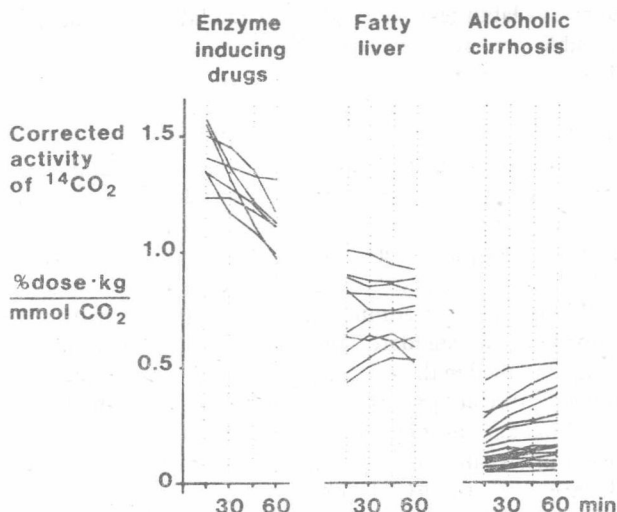 Enzyme inducing drugs
Fatty liver
Alcoholic cirrhosis
Corrected activity of ¹⁴CO₂
%dose·kg
mmol CO₂
1.5
1.0
0.5
0
30 60
30 60
30 60 min